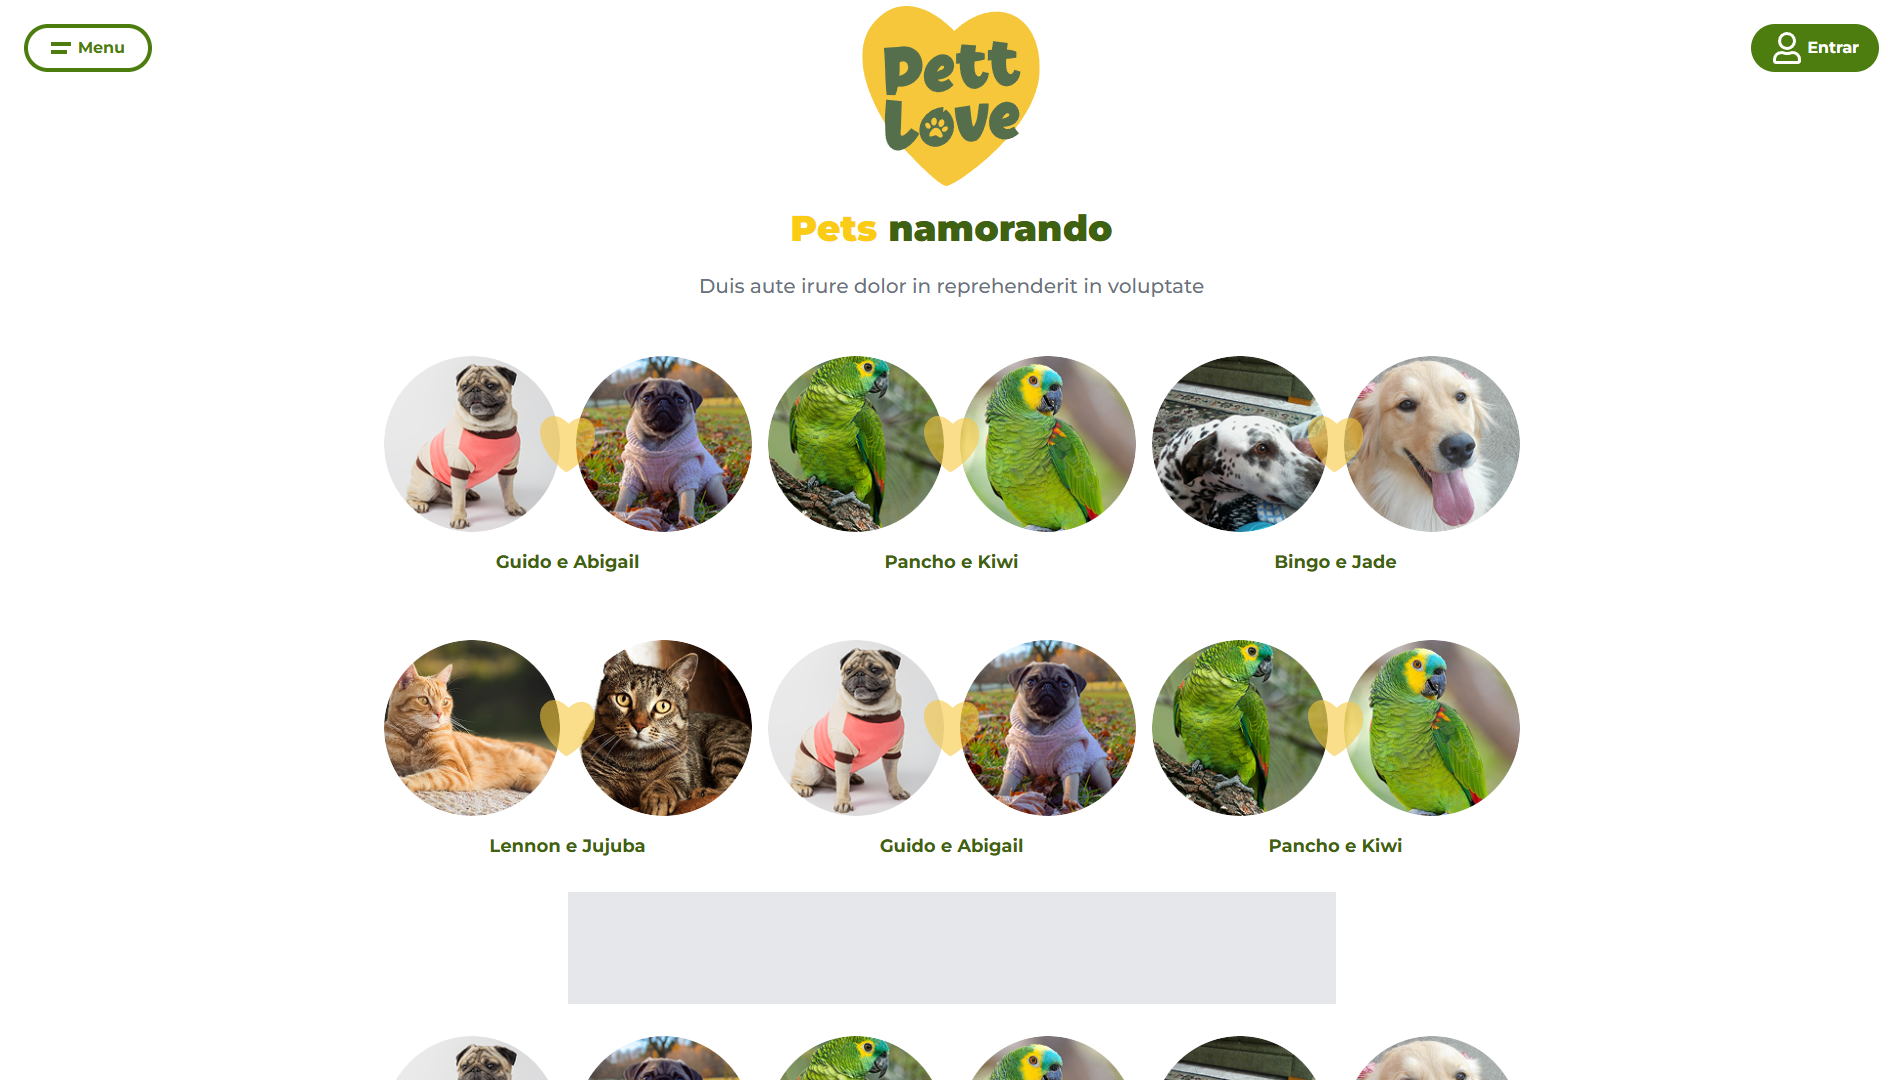 Menu
Pett
Love
Entrar
Pets namorando
Duis aute irure dolor in reprehenderit in voluptate
Guido e Abigail
Pancho e Kiwi
Bingo e Jade
Lennon e Jujuba
Guido e Abigail
Pancho e Kiwi